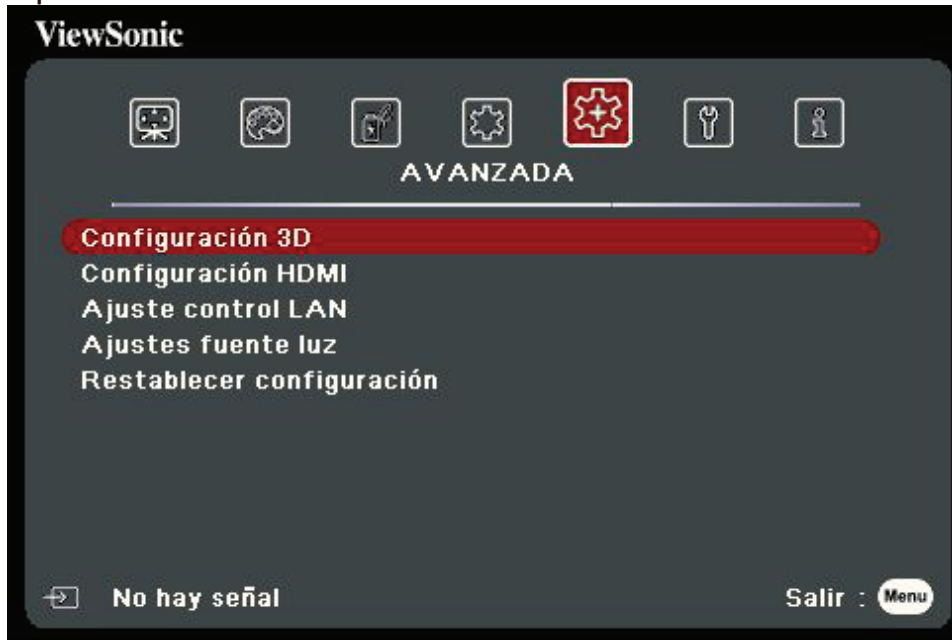 ViewSonic
AVANZADA
Configuración 3D
Configuración HDMI
Ajuste control LAN
Ajustes fuente luz
Restablecer configuración
No hay señal
Salir : Menu